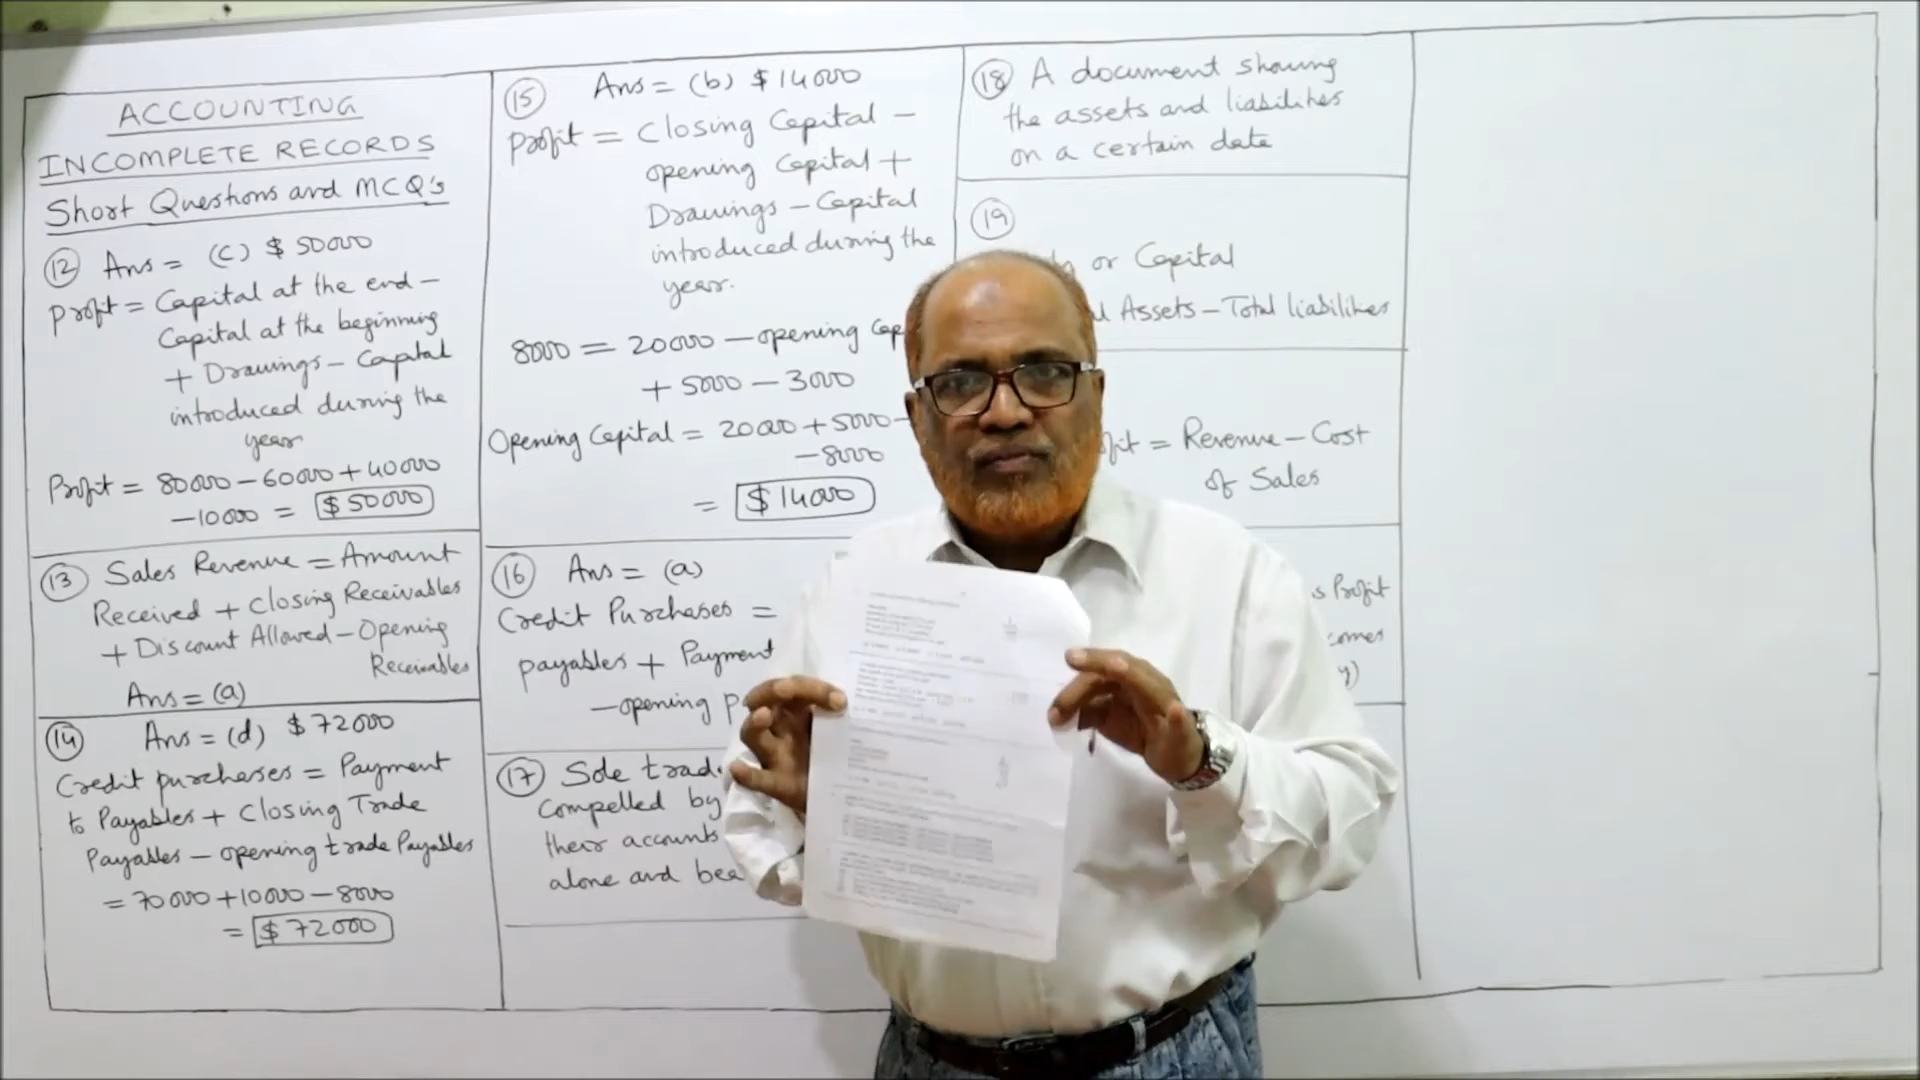 ACCOUNTING
INCOMPLETE RECORDS
Short Questions and MCQ's
(12) Ans = (c) $ 50000
Profit = Capital at the end -
Capital at the beginning
+ Drawings - Capital
introduced during the
year
Profit = 80000 - 60000 + 40000
- 10000 = $ 50000
(13) Sales Revenue = Amount
Received + Closing Receivables
+ Discount Allowed - Opening
Receivables
Ans = (a)
(14) Ans = (d) $ 72000
Credit purchases = Payment
to Payables + Closing Trade
Payables - opening trade Payables
= 70000 + 10000 - 8000
= $ 72000
(15) Ans = (b) $ 14000
Profit = Closing Capital -
opening Capital +
Drawings - Capital
introduced during the
year.
8000 = 20000 - opening Cap
+ 5000 - 3000
Opening Capital = 20000 + 5000 -
- 8000
= $ 14000
(16) Ans = (a)
Credit Purchases =
payables + Payment
- opening
(17) Sole
compelled by
their accounts
alone and
(18) A document showing
the assets and liabilities
on a certain date
(19)
or Capital
Assets - Total liabilities
= Revenue - Cost
of Sales
Profit